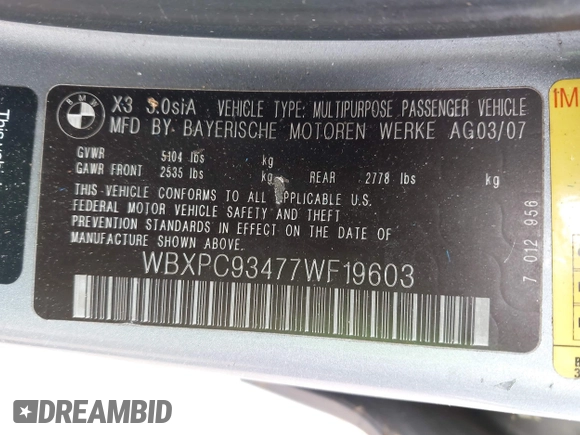 BMW
X3 3.0siA VEHICLE TYPE: MULTIPURPOSE PASSENGER VEHICLE
MFD BY BAYERISCHE MOTOREN WERKE AG03/07
GVWR 5104 lbs kg
GAWR FRONT 2535 lbs kg REAR 2778 lbs kg
THIS VEHICLE CONFORMS TO ALL APPLICABLE U.S.
FEDERAL MOTOR VEHICLE SAFETY AND THEFT
PREVENTION STANDARDS IN EFFECT ON THE DATE
OF MANUFACTURE SHOWN ABOVE.
WBXPC93477WF19603
7 012 956
DREAMBID